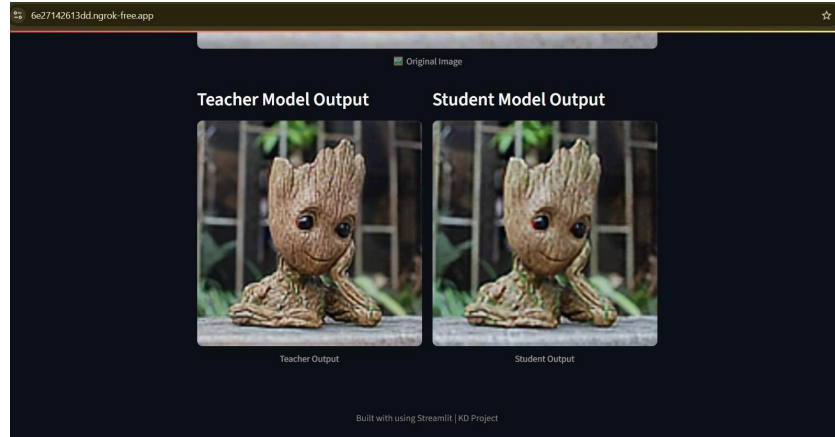 6e27142613dd.ngrok-free.app
Original Image
Teacher Model Output
Student Model Output
Teacher Output
Student Output
Built with using Streamlit | KD Project